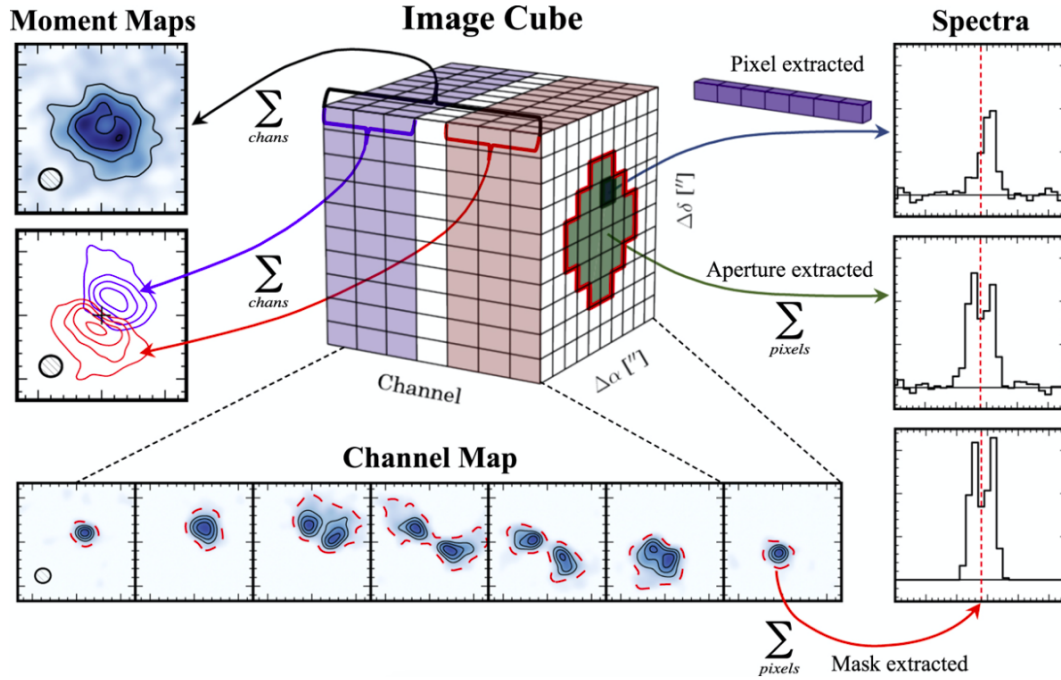 Moment Maps
Image Cube
Spectra
∑
chans
Pixel extracted
Δδ ["]
∑
chans
Aperture extracted
∑
pixels
Δα ["]
Channel
Channel Map
∑
pixels
Mask extracted